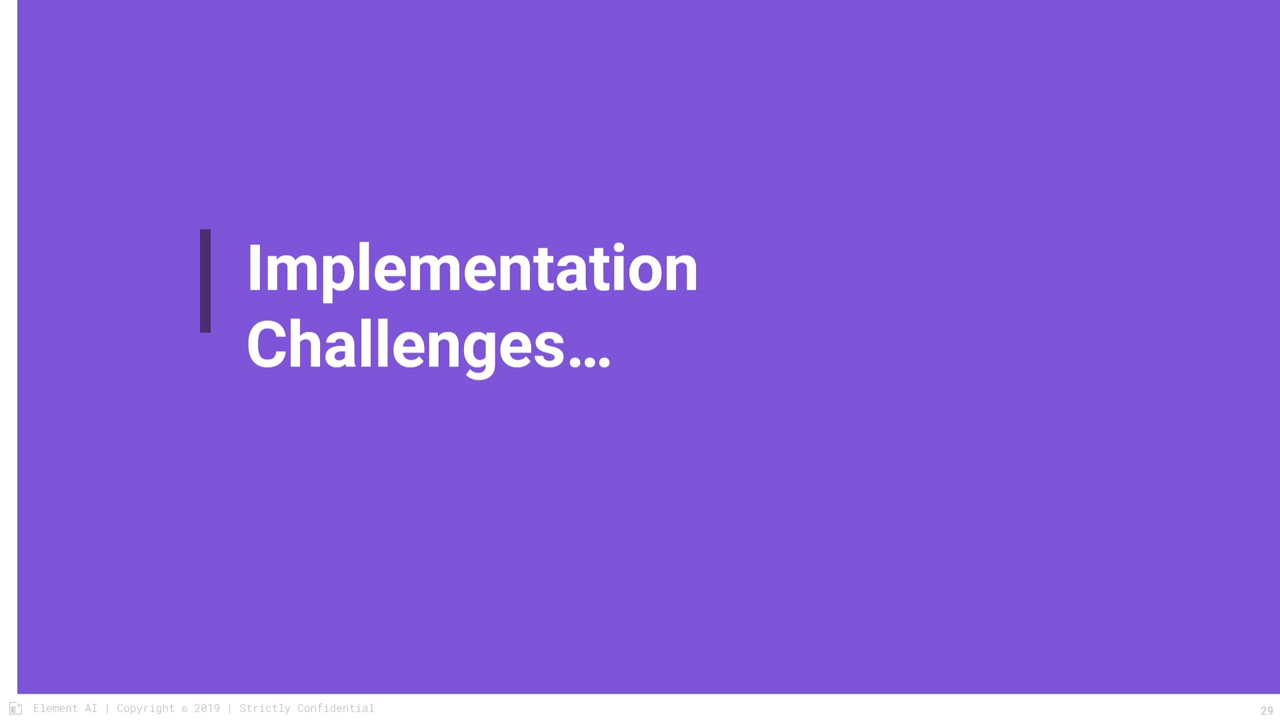 Implementation
Challenges…
Element AI | Copyright © 2019 | Strictly Confidential
29